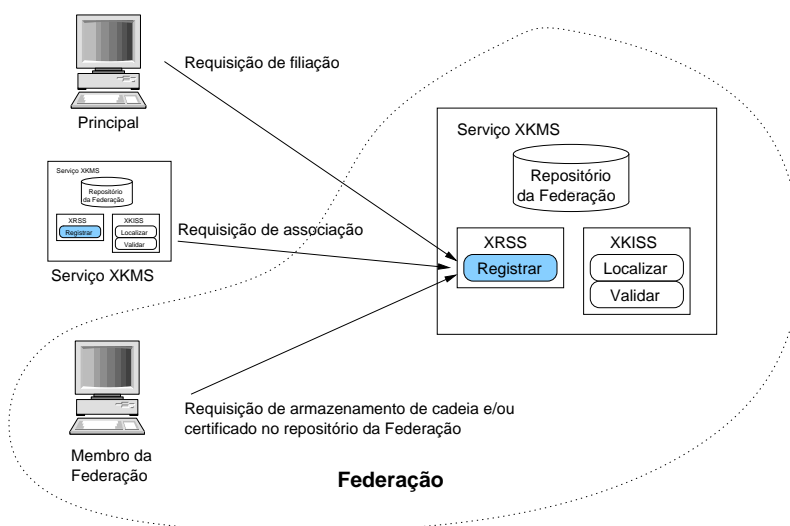 Requisição de filiação
Principal
Serviço XKMS
Repositório
da Federação
XRSS
Registrar
XKISS
Localizar
Validar
Serviço XKMS
Requisição de associação
Serviço XKMS
Repositório
da Federação
XRSS
Registrar
XKISS
Localizar
Validar
Requisição de armazenamento de cadeia e/ou
certificado no repositório da Federação
Membro da
Federação
Federação